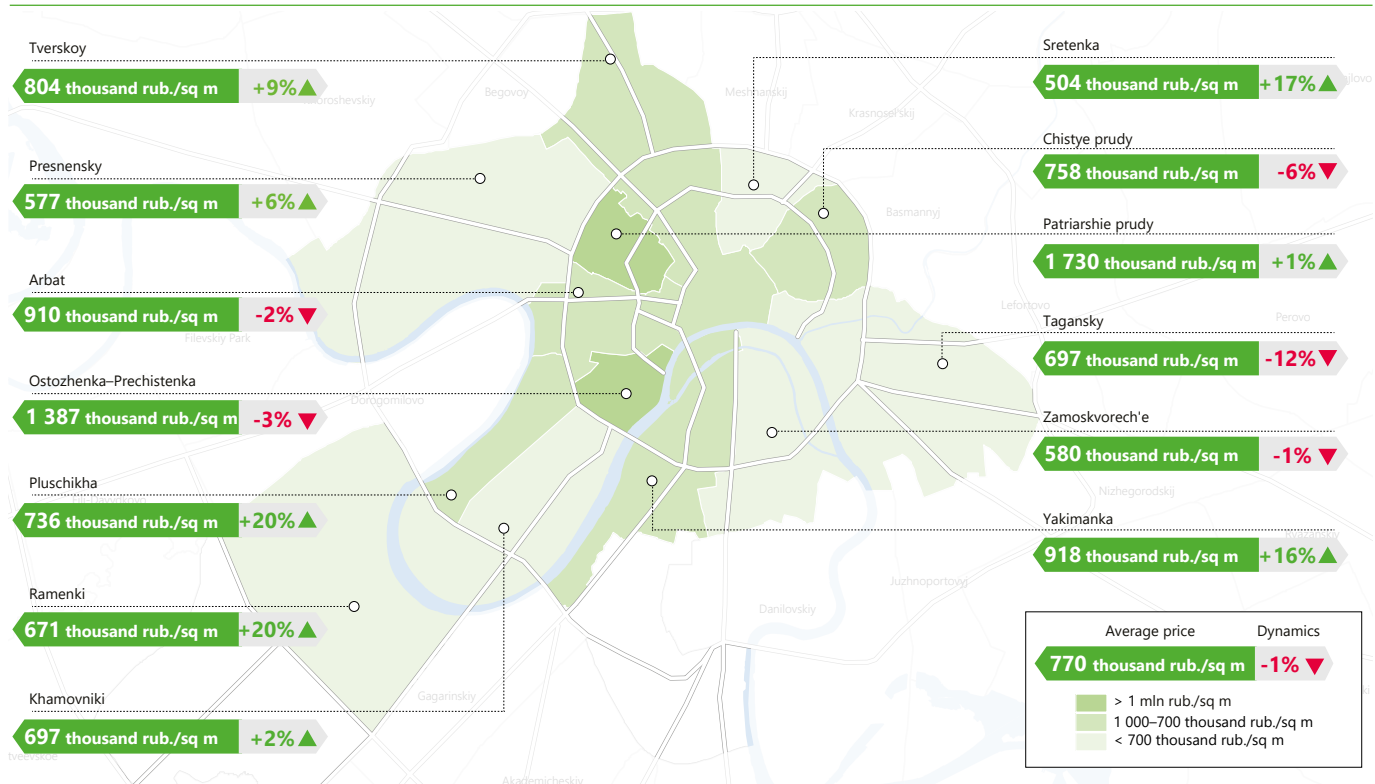 Tverskoy
804 thousand rub./sq m +9%
Presnensky
577 thousand rub./sq m +6%
Arbat
910 thousand rub./sq m -2%
Ostozhenka–Prechistenka
1 387 thousand rub./sq m -3%
Pluschikha
736 thousand rub./sq m +20%
Ramenki
671 thousand rub./sq m +20%
Khamovniki
697 thousand rub./sq m +2%
Sretenka
504 thousand rub./sq m +17%
Chistye prudy
758 thousand rub./sq m -6%
Patriarshie prudy
1 730 thousand rub./sq m +1%
Tagansky
697 thousand rub./sq m -12%
Zamoskvorech'e
580 thousand rub./sq m -1%
Yakimanka
918 thousand rub./sq m +16%
Average price Dynamics
770 thousand rub./sq m -1%
> 1 mln rub./sq m
1 000–700 thousand rub./sq m
< 700 thousand rub./sq m
Begovoy
Meshhanskij
Krasnosel'skij
Basmannyj
Lefortovo
Perovo
Filevskiy Park
Dorogomilovo
Nizhegorodskij
Juzhnoportovyj
Danilovskiy
Gagarinskiy
Akademicheskiy